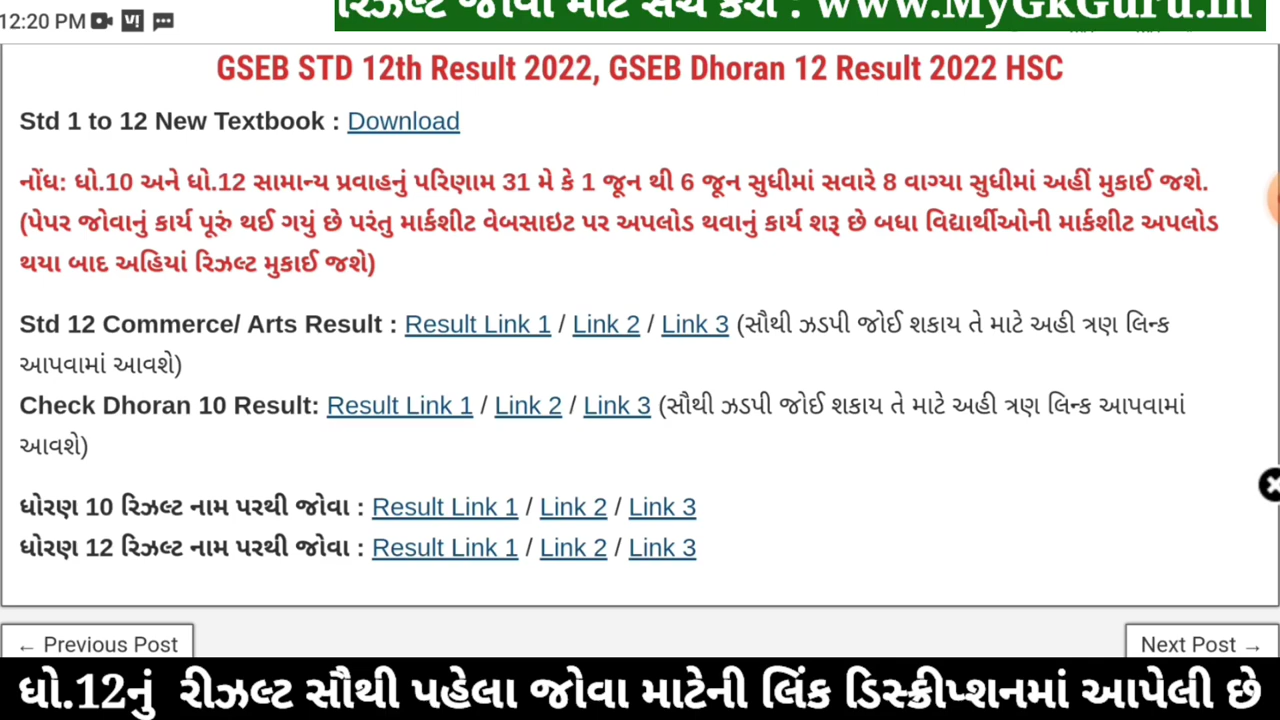 12:20 PM
રિઝલ્ટ જોવા માટે સર્ચ કરો : www.MyGkGuru.in
GSEB STD 12th Result 2022, GSEB Dhoran 12 Result 2022 HSC
Std 1 to 12 New Textbook : Download
નોંધ: ધો.10 અને ધો.12 સામાન્ય પ્રવાહનું પરિણામ 31 મે કે 1 જૂન થી 6 જૂન સુધીમાં સવારે 8 વાગ્યા સુધીમાં અહીં મુકાઈ જશે.
(પેપર જોવાનું કાર્ય પૂરું થઈ ગયું છે પરંતુ માર્કશીટ વેબસાઇટ પર અપલોડ થવાનું કાર્ય શરૂ છે બધા વિદ્યાર્થીઓની માર્કશીટ અપલોડ
થયા બાદ અહિયાં રિઝલ્ટ મુકાઈ જશે)
Std 12 Commerce/ Arts Result : Result Link 1 / Link 2 / Link 3 (સૌથી ઝડપી જોઈ શકાય તે માટે અહી ત્રણ લિન્ક
આપવામાં આવશે)
Check Dhoran 10 Result: Result Link 1 / Link 2 / Link 3 (સૌથી ઝડપી જોઈ શકાય તે માટે અહી ત્રણ લિન્ક આપવામાં
આવશે)
ધોરણ 10 રિઝલ્ટ નામ પરથી જોવા : Result Link 1 / Link 2 / Link 3
ધોરણ 12 રિઝલ્ટ નામ પરથી જોવા : Result Link 1 / Link 2 / Link 3
← Previous Post
Next Post →
ધો.12નું રીઝલ્ટ સૌથી પહેલા જોવા માટેની લિંક ડિસ્ક્રીપ્શનમાં આપેલી છે